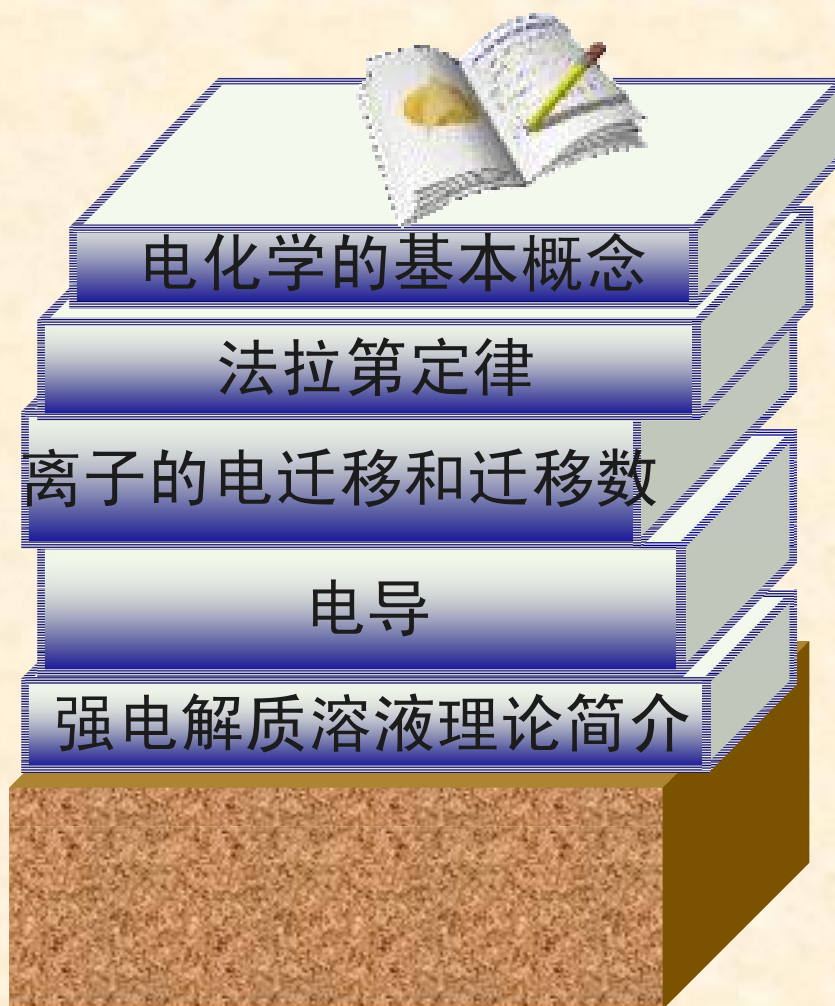 电化学的基本概念
法拉第定律
离子的电迁移和迁移数
电导
强电解质溶液理论简介